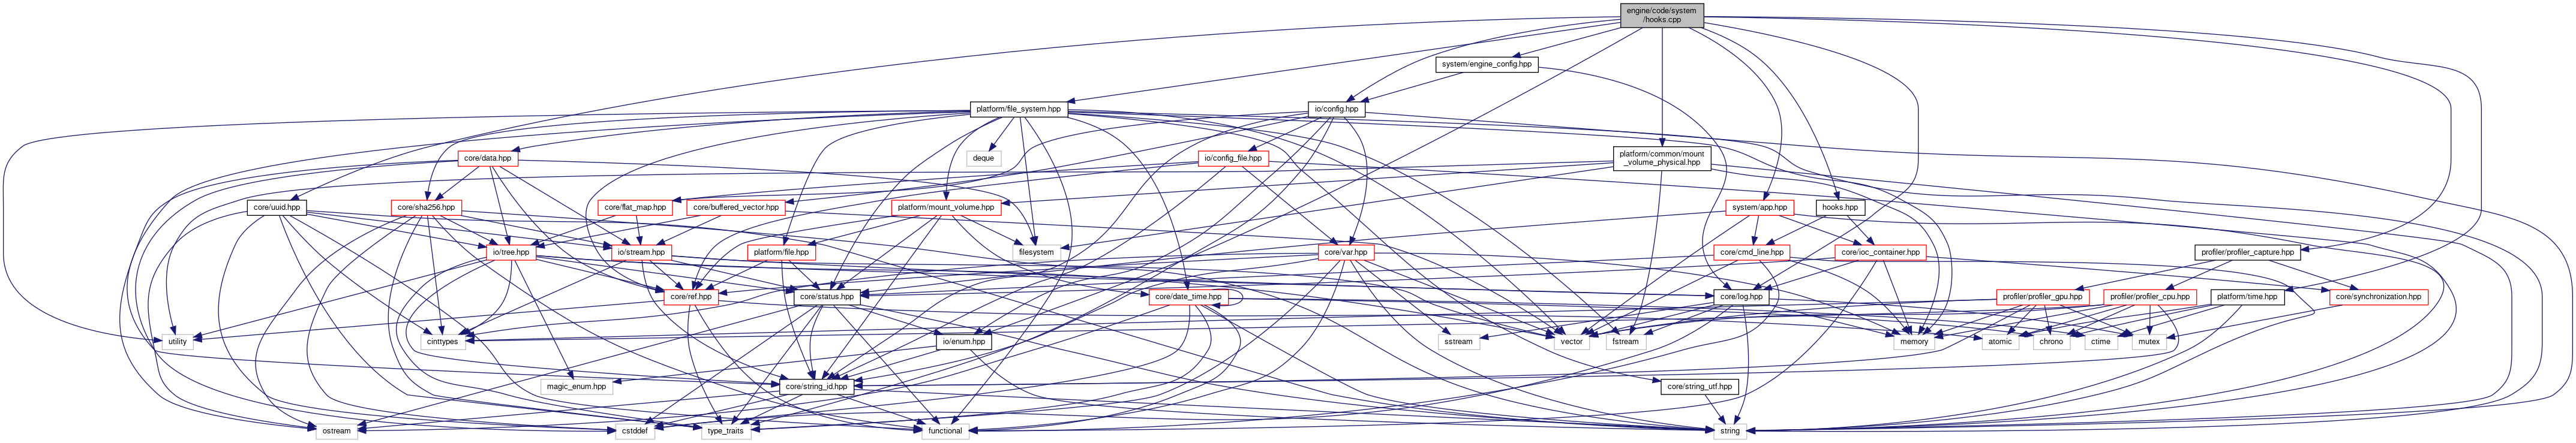 engine/code/system
/hooks.cpp
system/engine_config.hpp
platform/file_system.hpp
io/config.hpp
core/data.hpp
deque
io/config_file.hpp
platform/common/mount
_volume_physical.hpp
core/uuid.hpp
core/sha256.hpp
core/flat_map.hpp
core/buffered_vector.hpp
platform/mount_volume.hpp
system/app.hpp
hooks.hpp
io/tree.hpp
io/stream.hpp
platform/file.hpp
filesystem
core/var.hpp
core/cmd_line.hpp
core/ioc_container.hpp
profiler/profiler_capture.hpp
core/ref.hpp
core/status.hpp
core/date_time.hpp
core/log.hpp
profiler/profiler_gpu.hpp
profiler/profiler_cpu.hpp
platform/time.hpp
core/synchronization.hpp
utility
cinttypes
io/enum.hpp
sstream
vector
fstream
memory
atomic
chrono
ctime
mutex
magic_enum.hpp
core/string_id.hpp
core/string_utf.hpp
ostream
cstddef
type_traits
functional
string